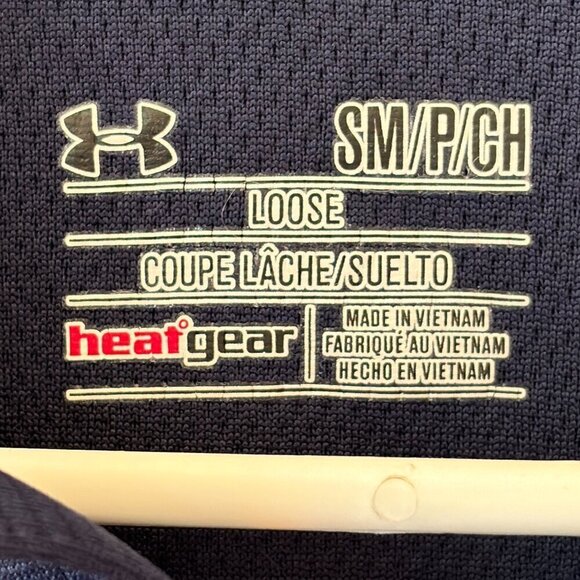 SM/P/CH
LOOSE
COUPE LÂCHE/SUELTO
heatgear
MADE IN VIETNAM
FABRIQUÉ AU VIETNAM
HECHO EN VIETNAM